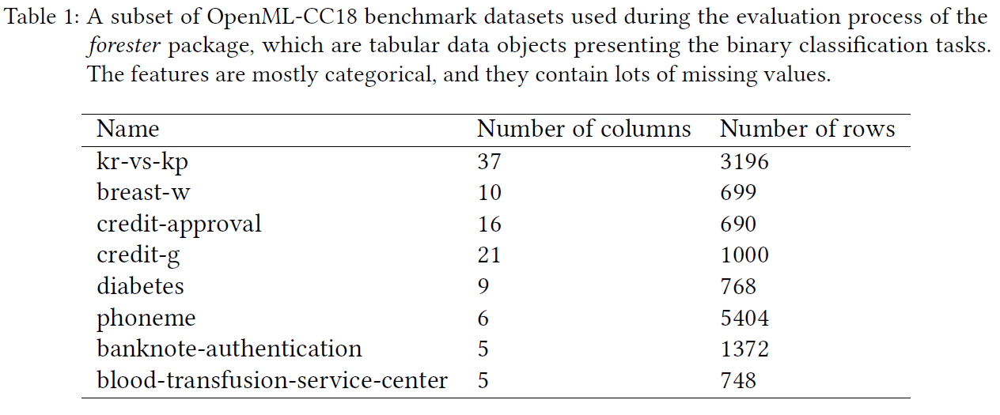 Table 1: A subset of OpenML-CC18 benchmark datasets used during the evaluation process of the
forester package, which are tabular data objects presenting the binary classification tasks.
The features are mostly categorical, and they contain lots of missing values.
Name Number of columns Number of rows
kr-vs-kp 37 3196
breast-w 10 699
credit-approval 16 690
credit-g 21 1000
diabetes 9 768
phoneme 6 5404
banknote-authentication 5 1372
blood-transfusion-service-center 5 748